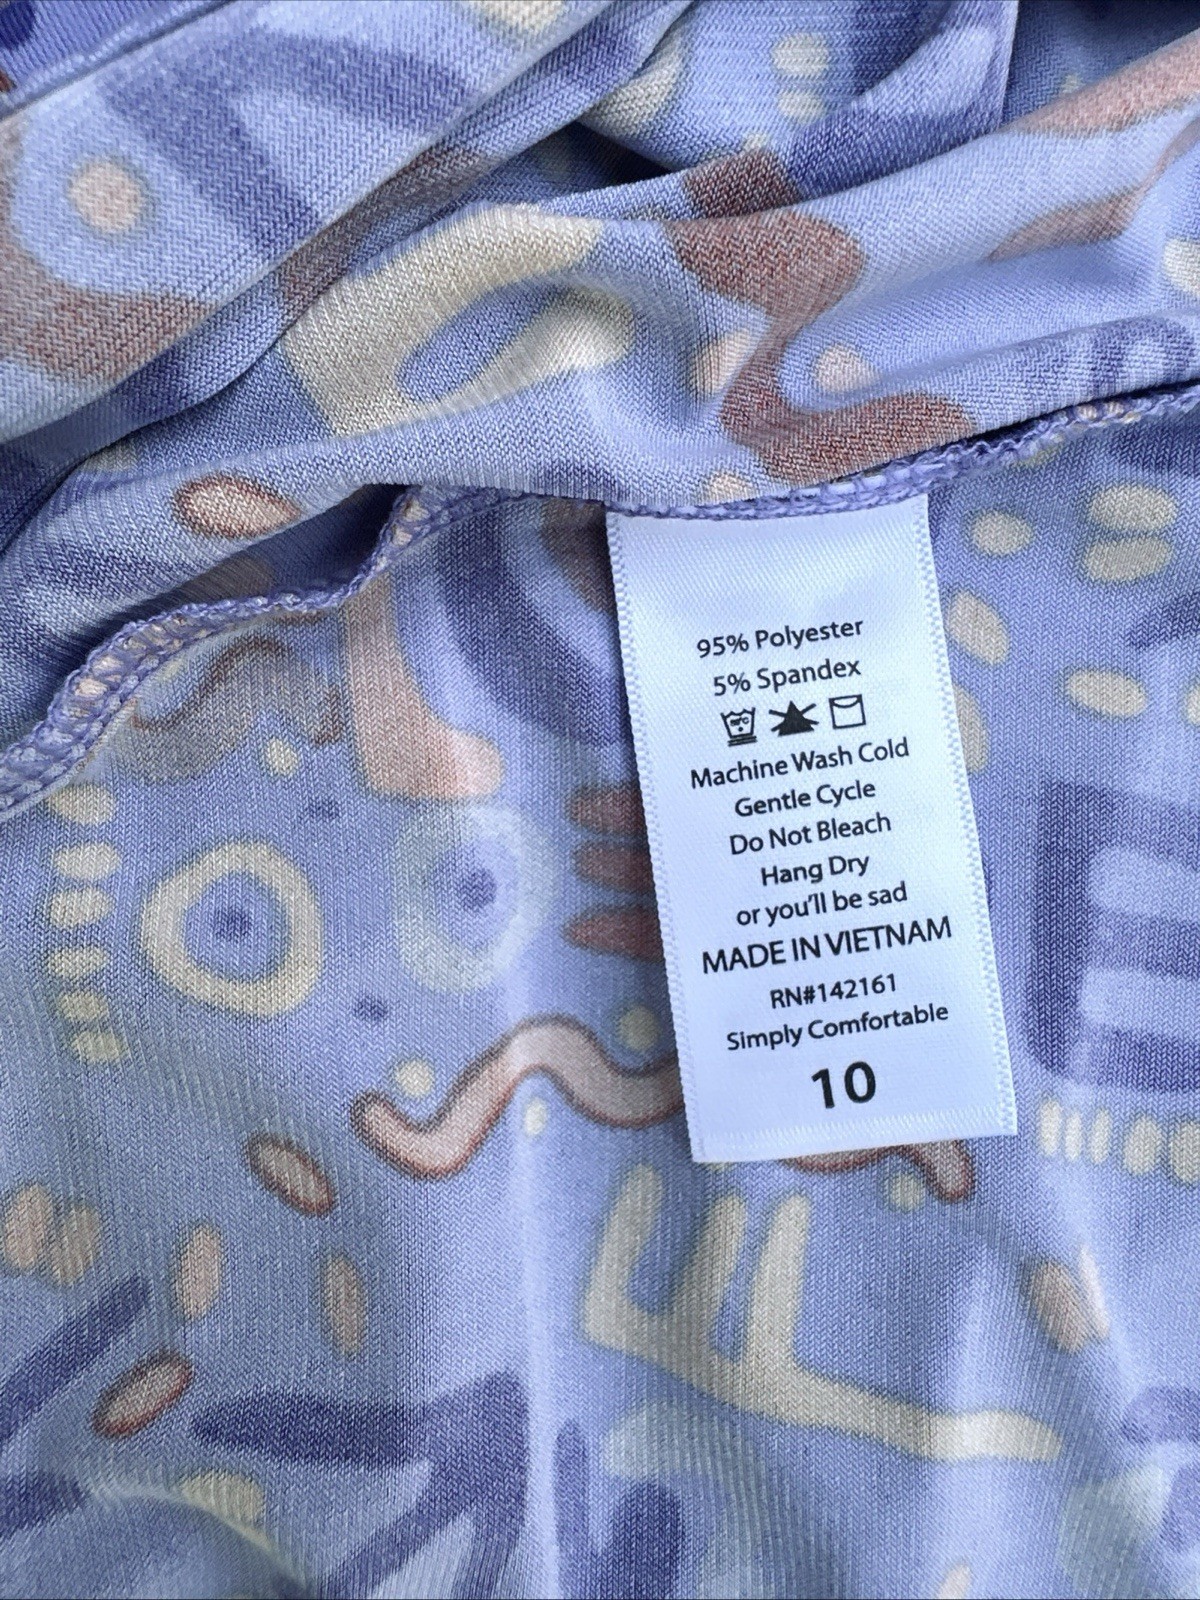 95% Polyester
5% Spandex
Machine Wash Cold
Gentle Cycle
Do Not Bleach
Hang Dry
or you'll be sad
MADE IN VIETNAM
RN#142161
Simply Comfortable
10